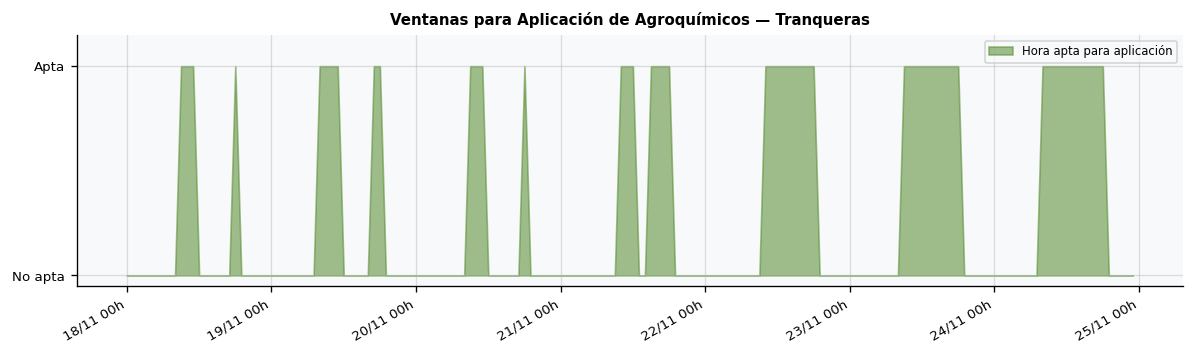 Ventanas para Aplicación de Agroquímicos — Tranqueras
Hora apta para aplicación
Apta
No apta
18/11 00h
19/11 00h
20/11 00h
21/11 00h
22/11 00h
23/11 00h
24/11 00h
25/11 00h